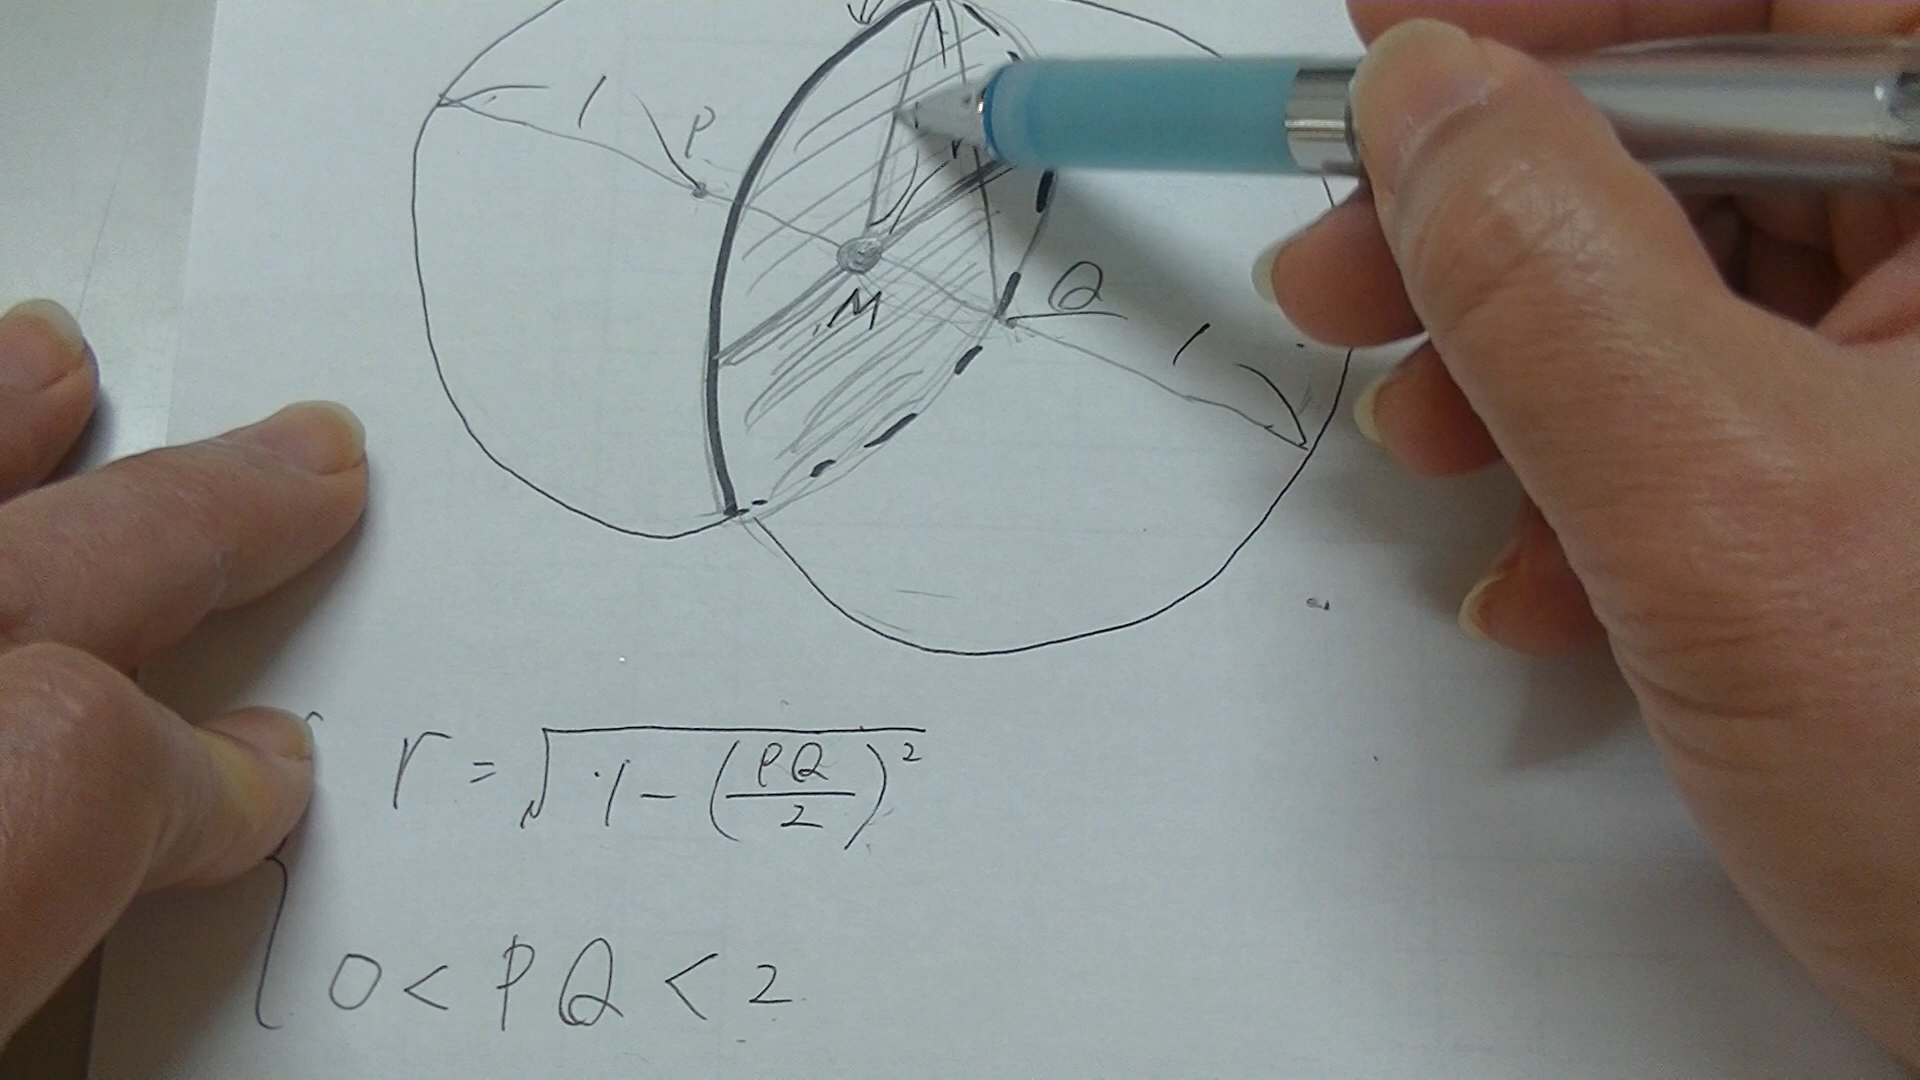 1
P
r
M
Q
1
r = √(1 - (PQ/2)²)
0 < PQ < 2